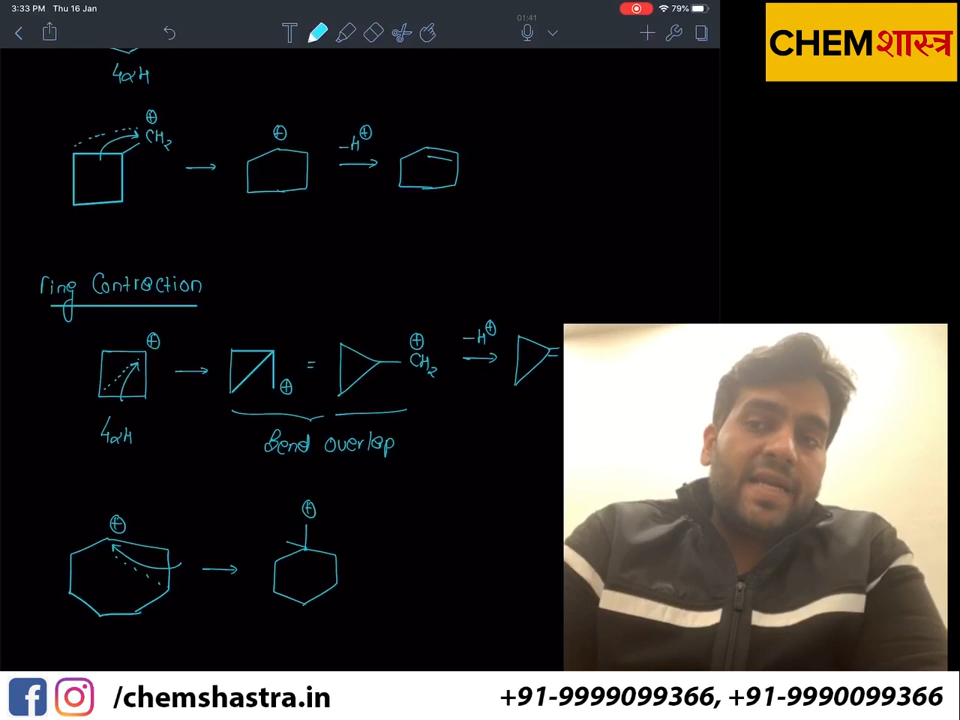 3:33 PM Thu 16 Jan
79%
01:41
T
CHEMशास्त्र
4αH
⊕
CH2
⊕
-H⊕
Ring Contraction
⊕
⊕
=
⊕
CH2
-H⊕
4αH
Bend overlap
⊕
⊕
/chemshastra.in
+91-9999099366, +91-9990099366